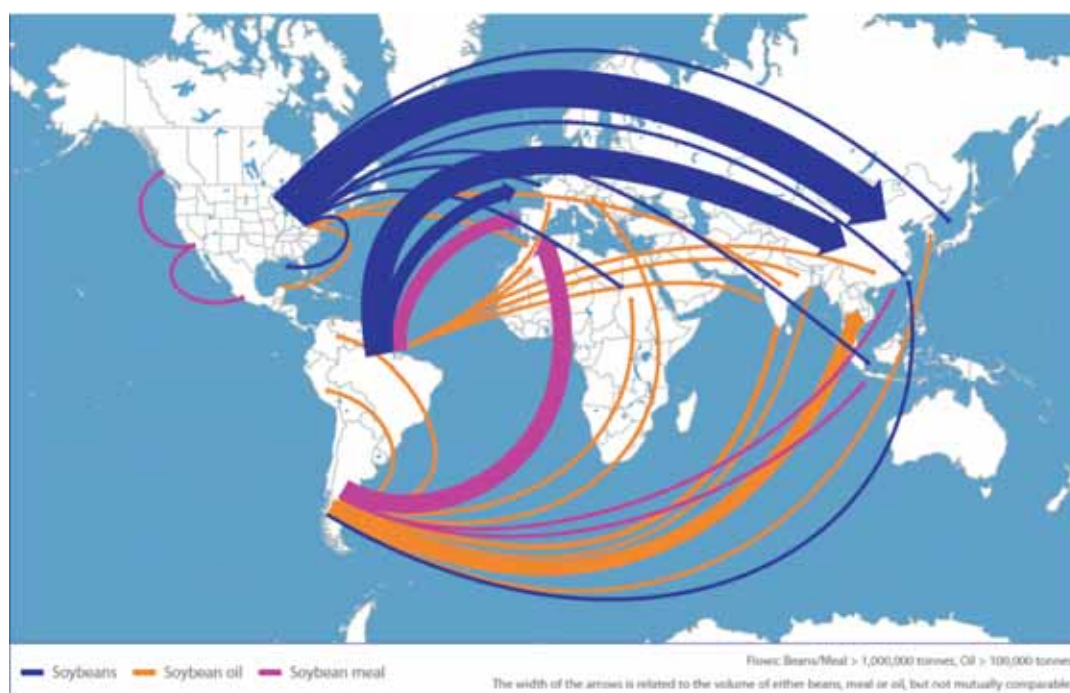 Soybeans Soybean oil Soybean meal
Flows: Beans/Meal > 1,000,000 tonnes, Oil > 100,000 tonnes
The width of the arrows is related to the volume of either beans, meal or oil, but not mutually comparable